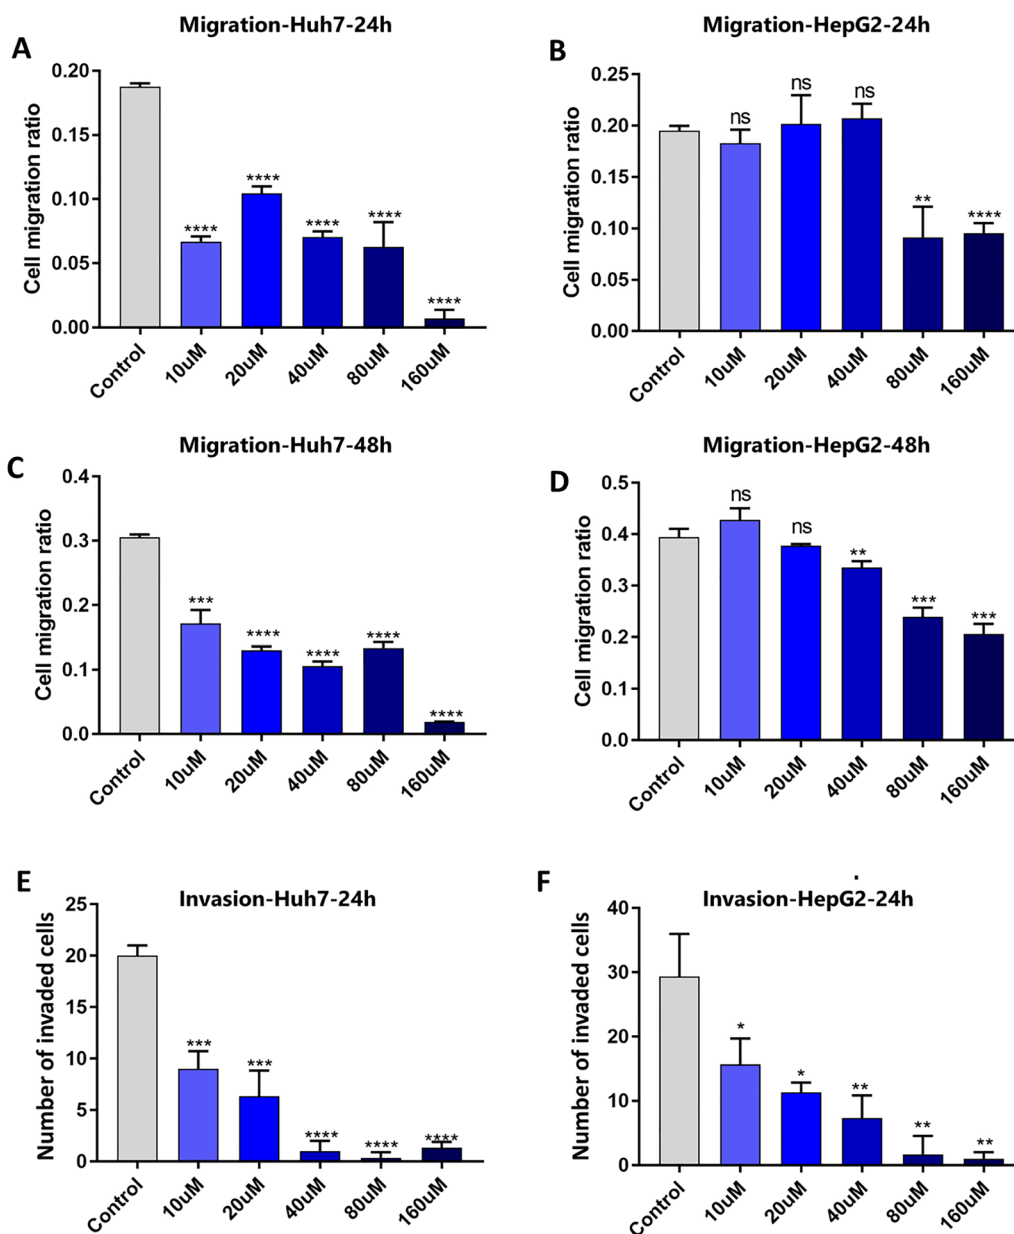 Migration-Huh7-24h
A
Cell migration ratio
0.20
0.15
0.10
0.05
0.00
****
****
****
****
****
Control
10uM
20uM
40uM
80uM
160uM
Migration-HepG2-24h
B
Cell migration ratio
0.25
0.20
0.15
0.10
0.05
0.00
ns
ns
ns
**
****
Control
10uM
20uM
40uM
80uM
160uM
Migration-Huh7-48h
C
Cell migration ratio
0.4
0.3
0.2
0.1
0.0
***
****
****
****
****
Control
10uM
20uM
40uM
80uM
160uM
Migration-HepG2-48h
D
Cell migration ratio
0.5
0.4
0.3
0.2
0.1
0.0
ns
ns
**
***
***
Control
10uM
20uM
40uM
80uM
160uM
E
Invasion-Huh7-24h
Number of invaded cells
25
20
15
10
5
0
***
***
****
****
****
Control
10uM
20uM
40uM
80uM
160uM
F
Invasion-HepG2-24h
Number of invaded cells
40
30
20
10
0
*
*
**
**
**
Control
10uM
20uM
40uM
80uM
160uM